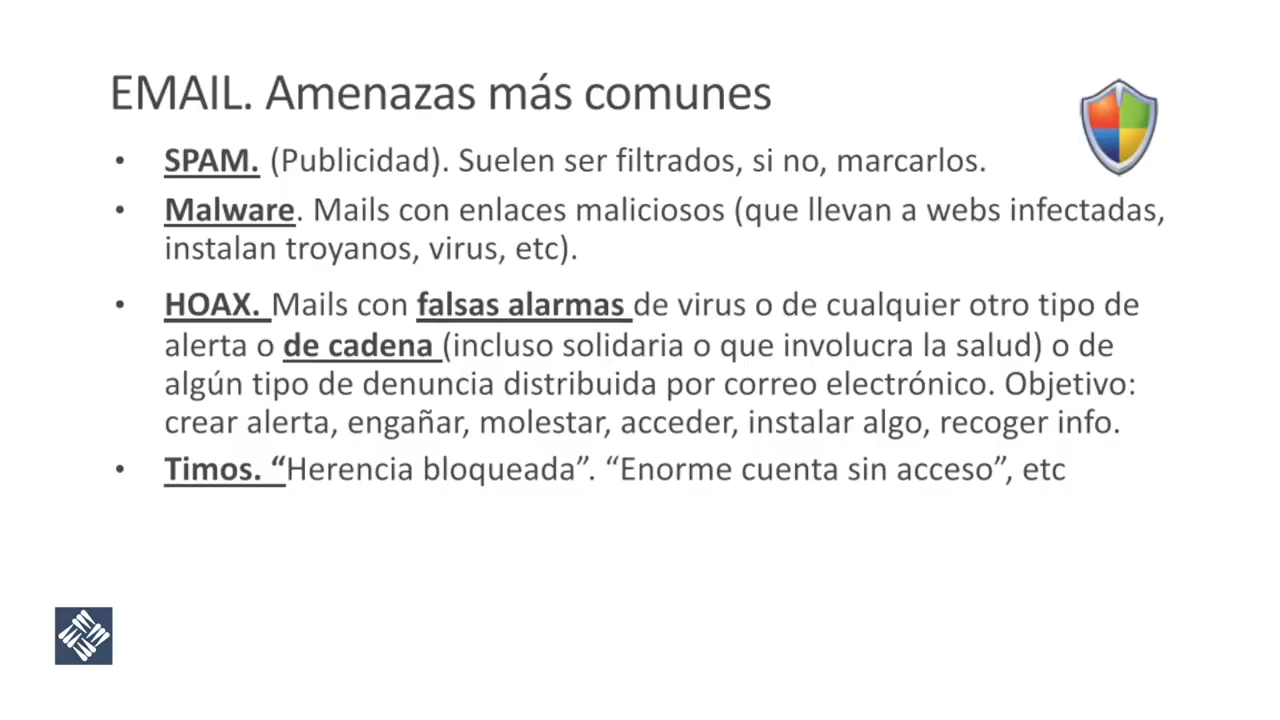 EMAIL. Amenazas más comunes
• SPAM. (Publicidad). Suelen ser filtrados, si no, marcarlos.
• Malware. Mails con enlaces maliciosos (que llevan a webs infectadas,
instalan troyanos, virus, etc).
• HOAX. Mails con falsas alarmas de virus o de cualquier otro tipo de
alerta o de cadena (incluso solidaria o que involucra la salud) o de
algún tipo de denuncia distribuida por correo electrónico. Objetivo:
crear alerta, engañar, molestar, acceder, instalar algo, recoger info.
• Timos. “Herencia bloqueada”. “Enorme cuenta sin acceso”, etc